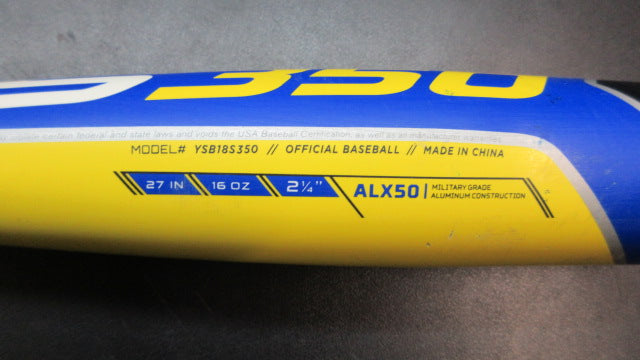 350
certain federal and state laws and voids the USA Baseball Certification, as well as all manufacturer warranties.
MODEL# YSB18S350 // OFFICIAL BASEBALL // MADE IN CHINA
27 IN 16 OZ 2 ¼" ALX50 MILITARY GRADE
ALUMINUM CONSTRUCTION